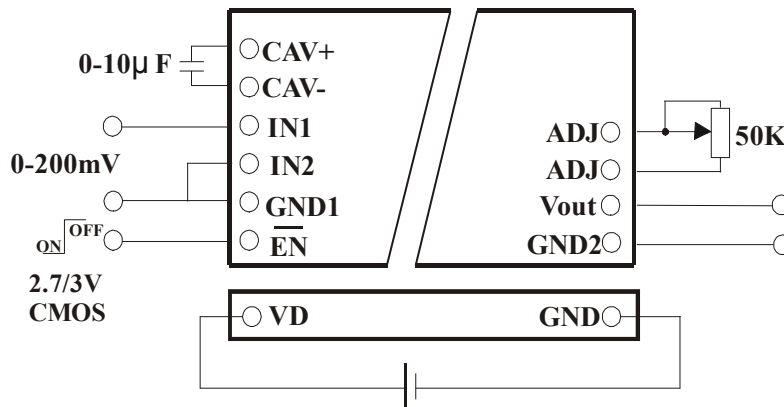 0-10μ F
CAV+
CAV-
IN1
0-200mV
IN2
GND1
ON OFF
EN
2.7/3V
CMOS
ADJ
50K
ADJ
Vout
GND2
VD
GND